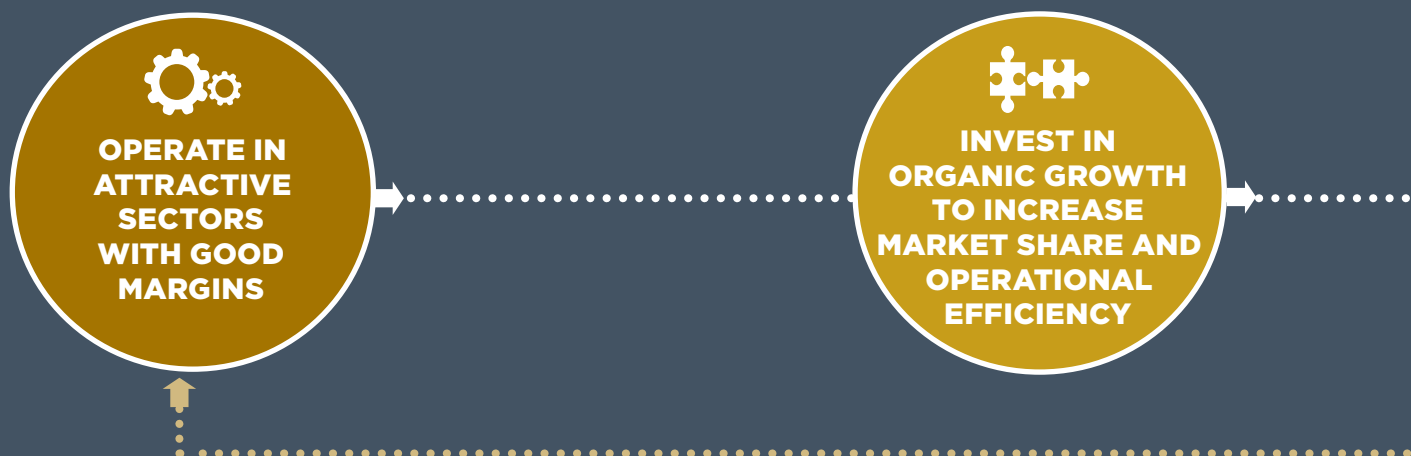 OPERATE IN
ATTRACTIVE
SECTORS
WITH GOOD
MARGINS
INVEST IN
ORGANIC GROWTH
TO INCREASE
MARKET SHARE AND
OPERATIONAL
EFFICIENCY